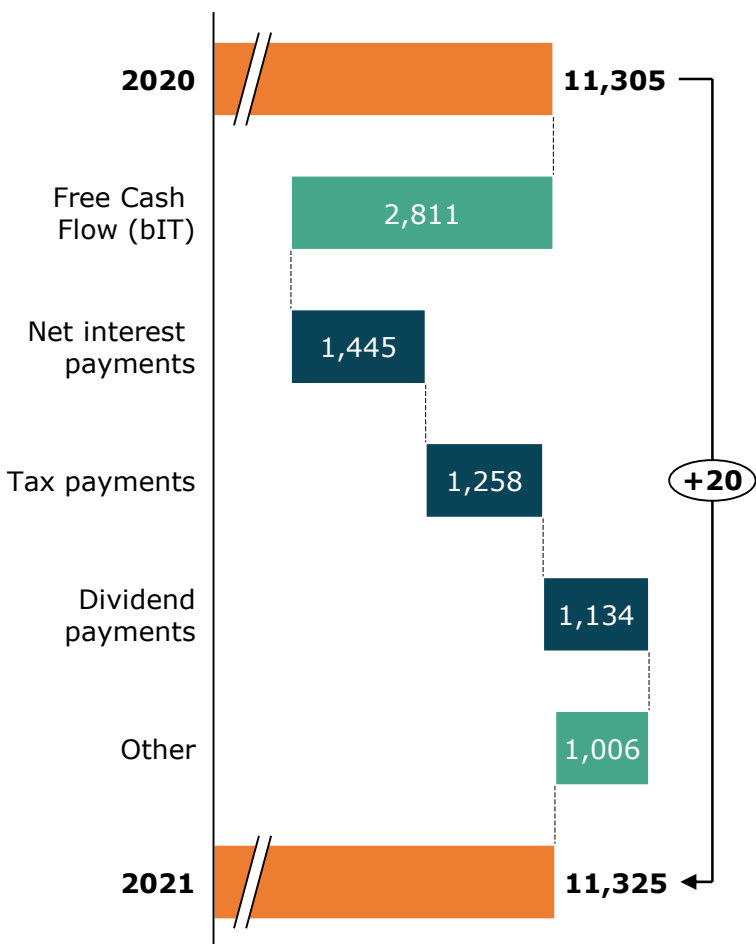 2020
11,305
Free Cash
Flow (bIT)
2,811
Net interest
payments
1,445
Tax payments
1,258
+20
Dividend
payments
1,134
Other
1,006
2021
11,325